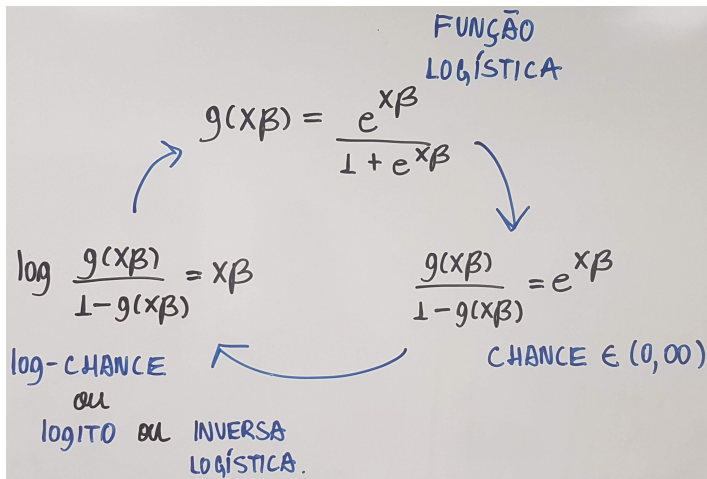 FUNÇÃO
LOGÍSTICA
g(Xβ) = e^{Xβ} / (1 + e^{Xβ})
log g(Xβ) / (1-g(Xβ)) = Xβ
g(Xβ) / (1-g(Xβ)) = e^{Xβ}
CHANCE ∈ (0,∞)
log-CHANCE
ou
logITO ou INVERSA
LOGÍSTICA.